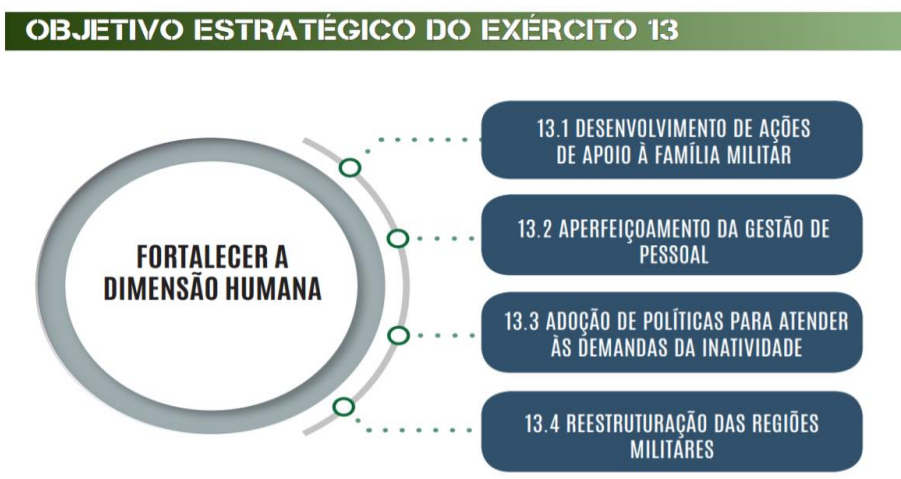 OBJETIVO ESTRATÉGICO DO EXÉRCITO 13
FORTALECER A
DIMENSÃO HUMANA
13.1 DESENVOLVIMENTO DE AÇÕES
DE APOIO À FAMÍLIA MILITAR
13.2 APERFEIÇOAMENTO DA GESTÃO DE
PESSOAL
13.3 ADOÇÃO DE POLÍTICAS PARA ATENDER
ÀS DEMANDAS DA INATIVIDADE
13.4 REESTRUTURAÇÃO DAS REGIÕES
MILITARES